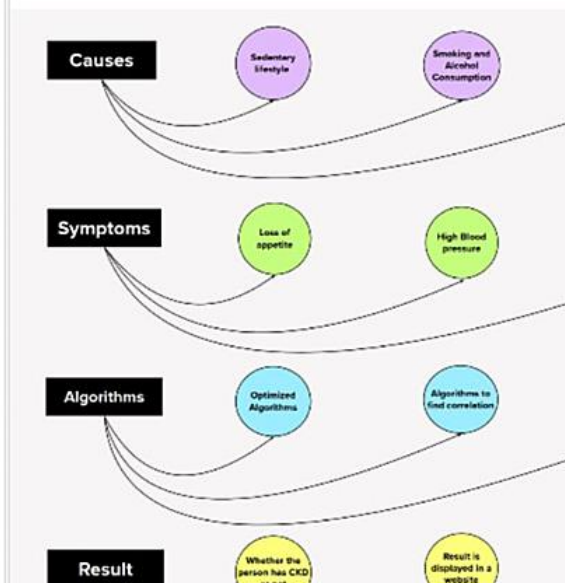 Causes
Sedentary
lifestyle
Smoking and
Alcohol
Consumption
Symptoms
Loss of
appetite
High Blood
pressure
Algorithms
Optimized
Algorithms
Algorithms to
find correlation
Result
Whether the
person has CKD
Result is
displayed in a
website